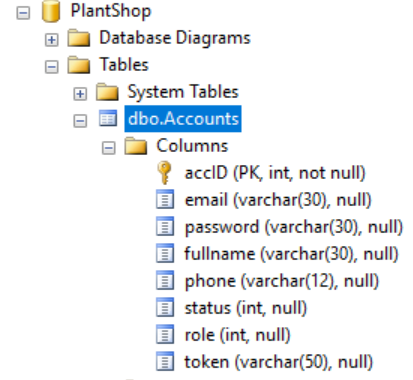 PlantShop
Database Diagrams
Tables
System Tables
dbo.Accounts
Columns
accID (PK, int, not null)
email (varchar(30), null)
password (varchar(30), null)
fullname (varchar(30), null)
phone (varchar(12), null)
status (int, null)
role (int, null)
token (varchar(50), null)